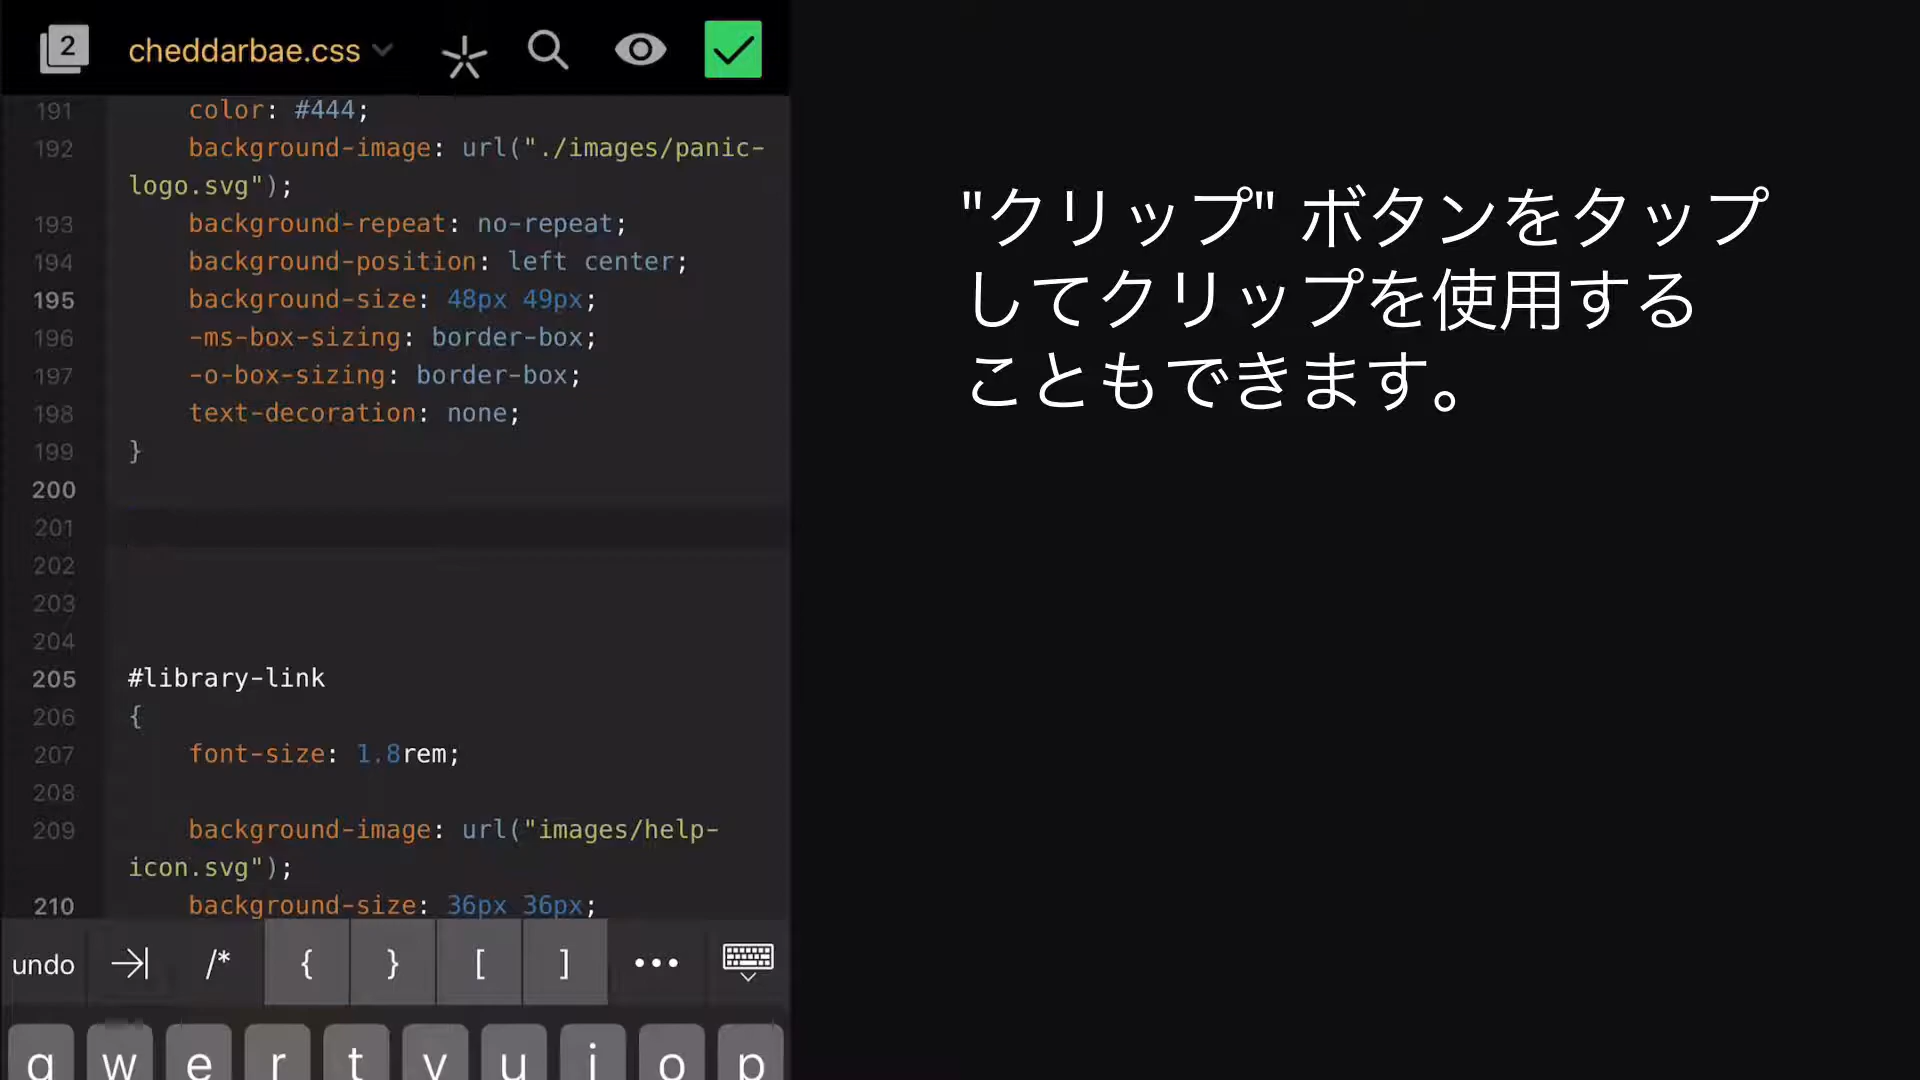 2
cheddarbae.css
191 color: #444;
192 background-image: url("./images/panic-
logo.svg");
193 background-repeat: no-repeat;
194 background-position: left center;
195 background-size: 48px 49px;
196 -ms-box-sizing: border-box;
197 -o-box-sizing: border-box;
198 text-decoration: none;
199 }
200
201
202
203
204
205 #library-link
206 {
207 font-size: 1.8rem;
208
209 background-image: url("images/help-
icon.svg");
210 background-size: 36px 36px;
undo /* { } [ ] •••
q w e r t y u i o p
"クリップ" ボタンをタップ
してクリップを使用する
こともできます。